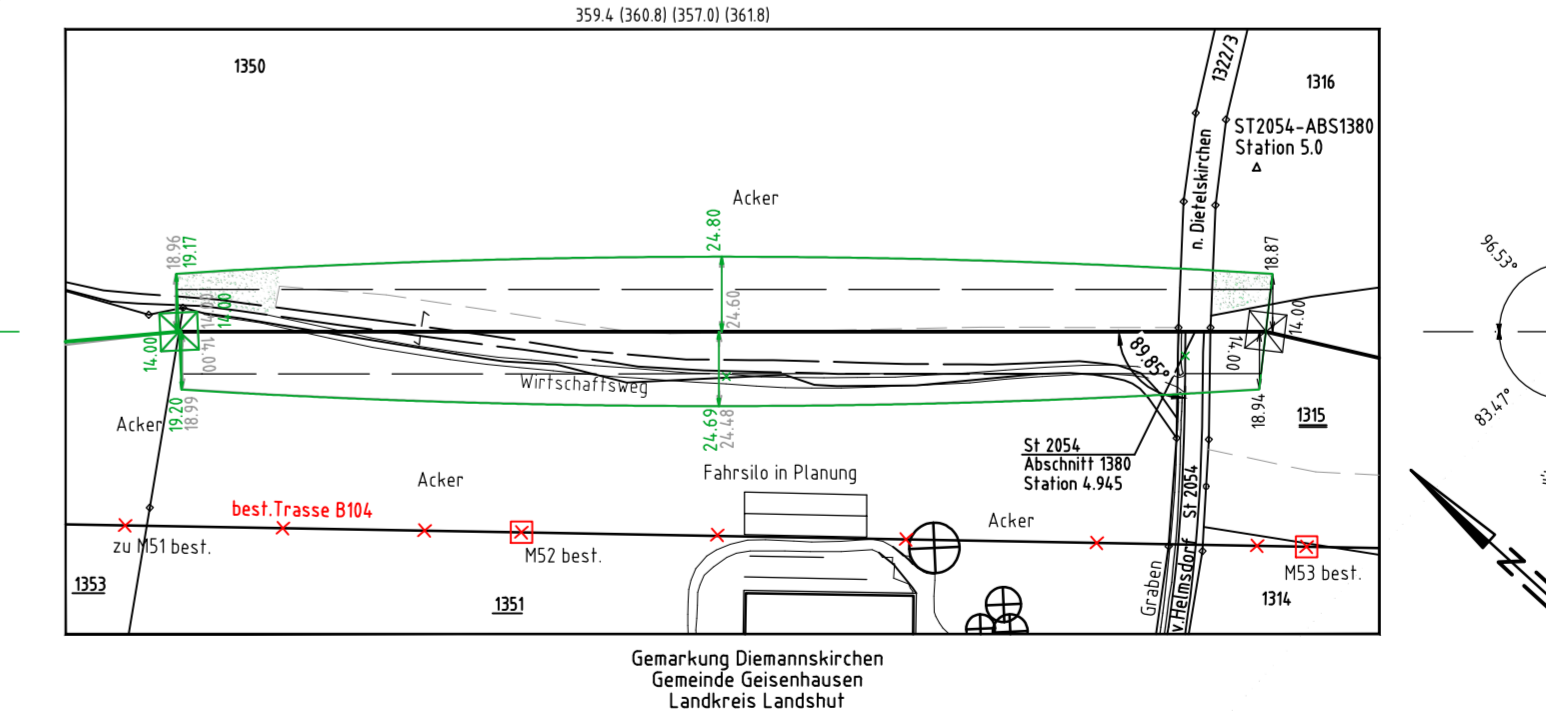 359.4 (360.8) (357.0) (361.8)
1350
1322/3
1316
ST2054-ABS1380
Station 5.0
n. Dietelskirchen
Acker
24.80
18.96
19.17
18.87
96.53°
14.00
14.00
24.60
14.00
14.00
14.00
14.00
89.85°
Wirtschaftsweg
83.47°
Acker
19.20
18.99
24.69
24.48
18.94
1315
St 2054
Abschnitt 1380
Station 4.945
Fahrsilo in Planung
Acker
best.Trasse B104
Acker
zu M51 best.
M52 best.
M53 best.
1353
1351
1314
Graben
v.Helmsdorf St 2054
N
Gemarkung Diemannskirchen
Gemeinde Geisenhausen
Landkreis Landshut